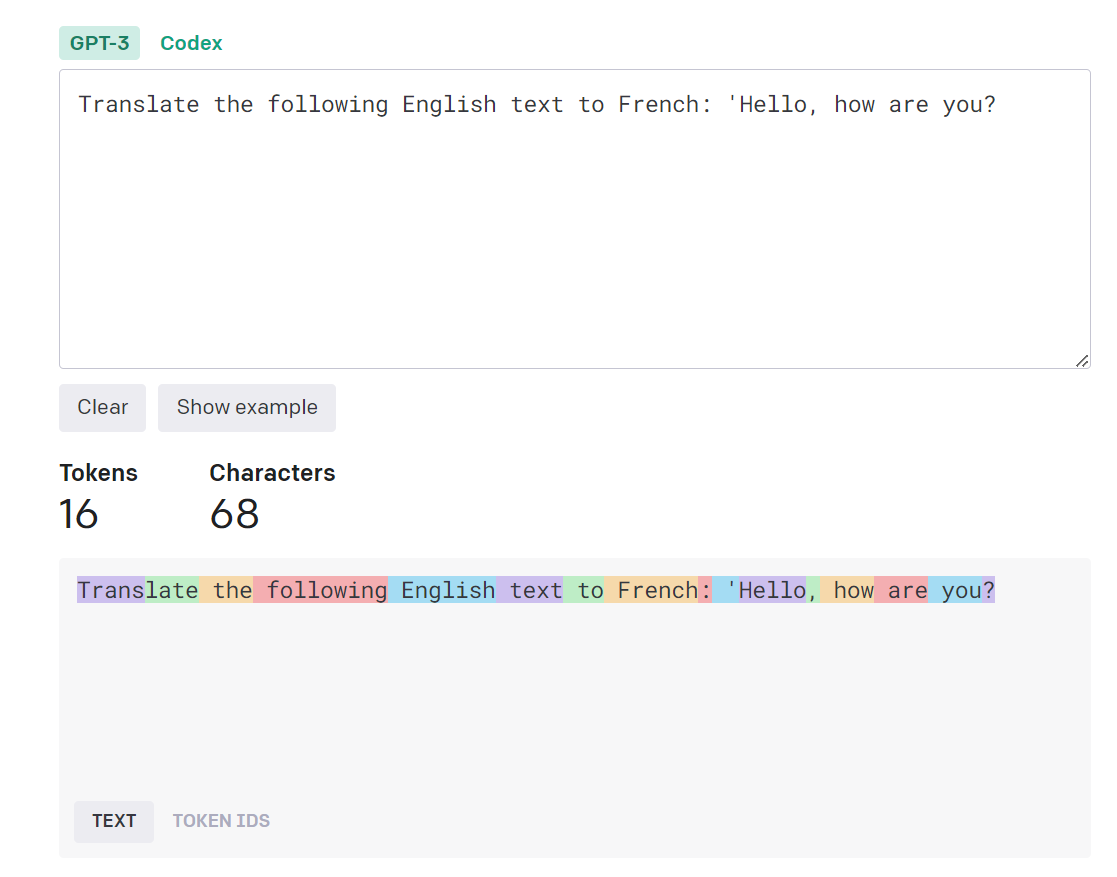 GPT-3 Codex
Translate the following English text to French: 'Hello, how are you?
Clear Show example
Tokens Characters
16 68
Translate the following English text to French: 'Hello, how are you?
TEXT TOKEN IDS